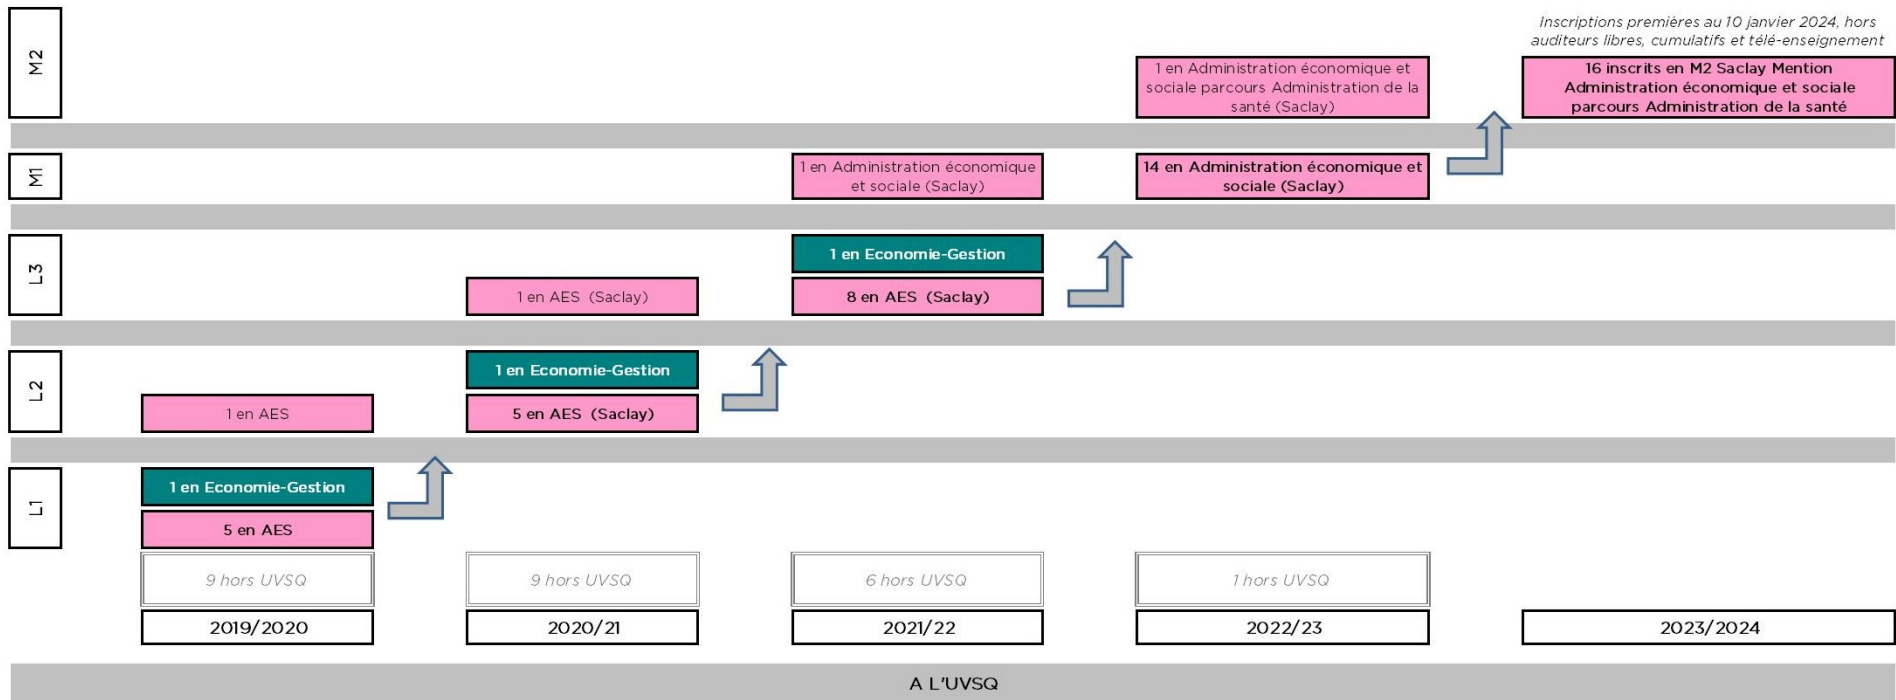 Inscriptions premières au 10 janvier 2024, hors
auditeurs libres, cumulatifs et télé-enseignement
M2
1 en Administration économique et
sociale parcours Administration de la
santé (Saclay)
16 inscrits en M2 Saclay Mention
Administration économique et sociale
parcours Administration de la santé
M1
1 en Administration économique
et sociale (Saclay)
14 en Administration économique et
sociale (Saclay)
L3
1 en Economie-Gestion
1 en AES (Saclay)
8 en AES (Saclay)
L2
1 en Economie-Gestion
1 en AES
5 en AES (Saclay)
L1
1 en Economie-Gestion
5 en AES
9 hors UVSQ
9 hors UVSQ
6 hors UVSQ
1 hors UVSQ
2019/2020
2020/21
2021/22
2022/23
2023/2024
A L'UVSQ